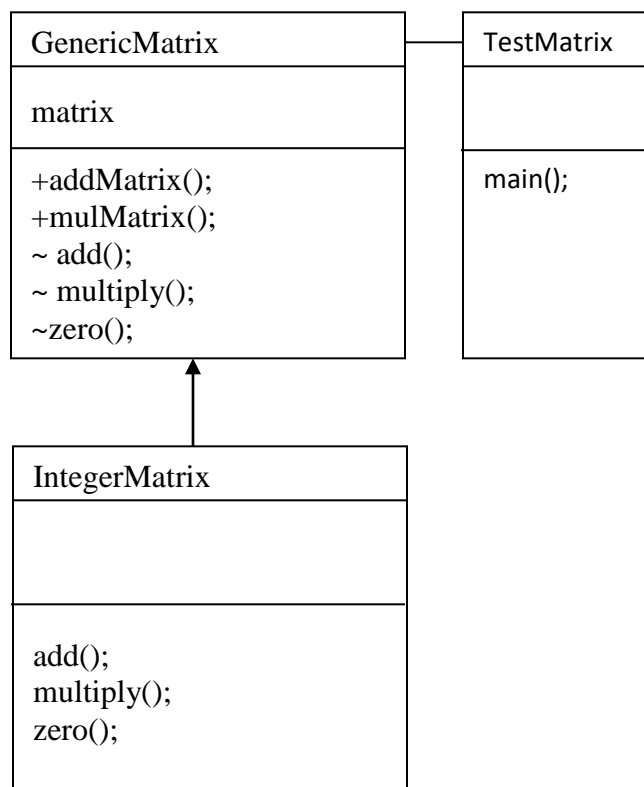 GenericMatrix
matrix
+addMatrix();
+mulMatrix();
~ add();
~ multiply();
~zero();
TestMatrix
main();
IntegerMatrix
add();
multiply();
zero();